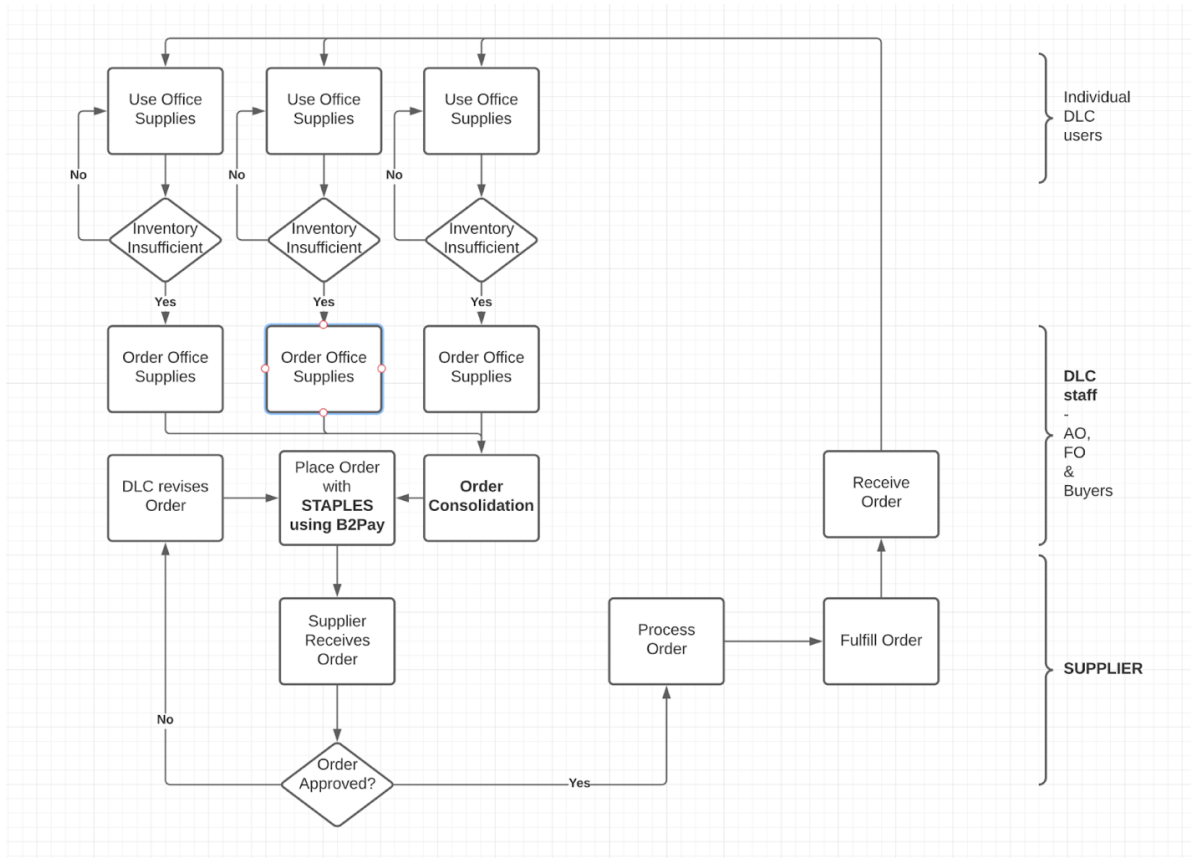 Use Office
Supplies
Use Office
Supplies
Use Office
Supplies
Individual
DLC
users
No
No
No
Inventory
Insufficient
Inventory
Insufficient
Inventory
Insufficient
Yes
Yes
Yes
Order Office
Supplies
Order Office
Supplies
Order Office
Supplies
DLC
staff
-
AO,
FO
&
Buyers
DLC revises
Order
Place Order
with
STAPLES
using B2Pay
Order
Consolidation
Receive
Order
Supplier
Receives
Order
Process
Order
Fulfill Order
SUPPLIER
No
Order
Approved?
Yes